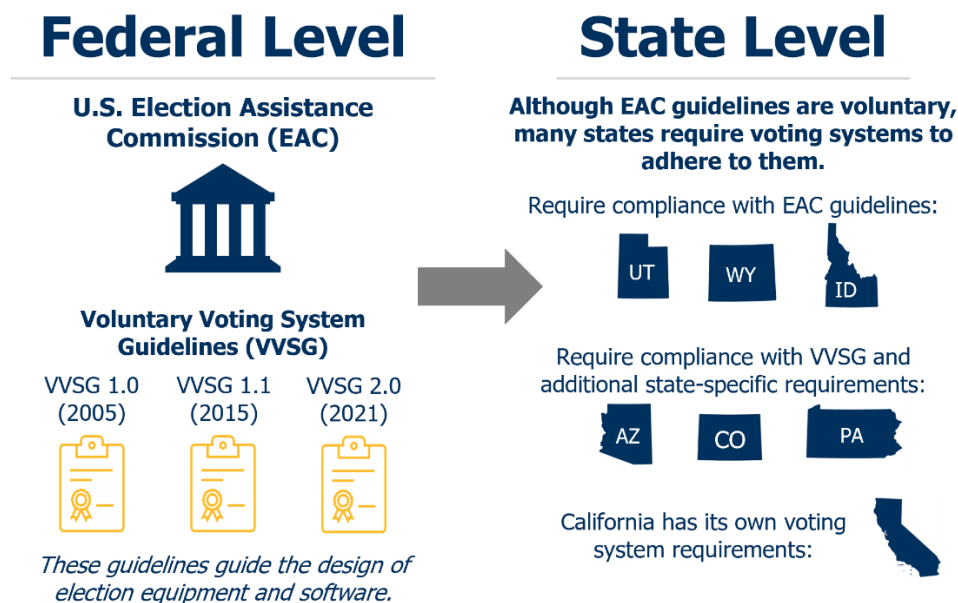 Federal Level
U.S. Election Assistance
Commission (EAC)
Voluntary Voting System
Guidelines (VVSG)
VVSG 1.0
(2005)
VVSG 1.1
(2015)
VVSG 2.0
(2021)
These guidelines guide the design of
election equipment and software.
State Level
Although EAC guidelines are voluntary,
many states require voting systems to
adhere to them.
Require compliance with EAC guidelines:
UT
WY
ID
Require compliance with VVSG and
additional state-specific requirements:
AZ
CO
PA
California has its own voting
system requirements: